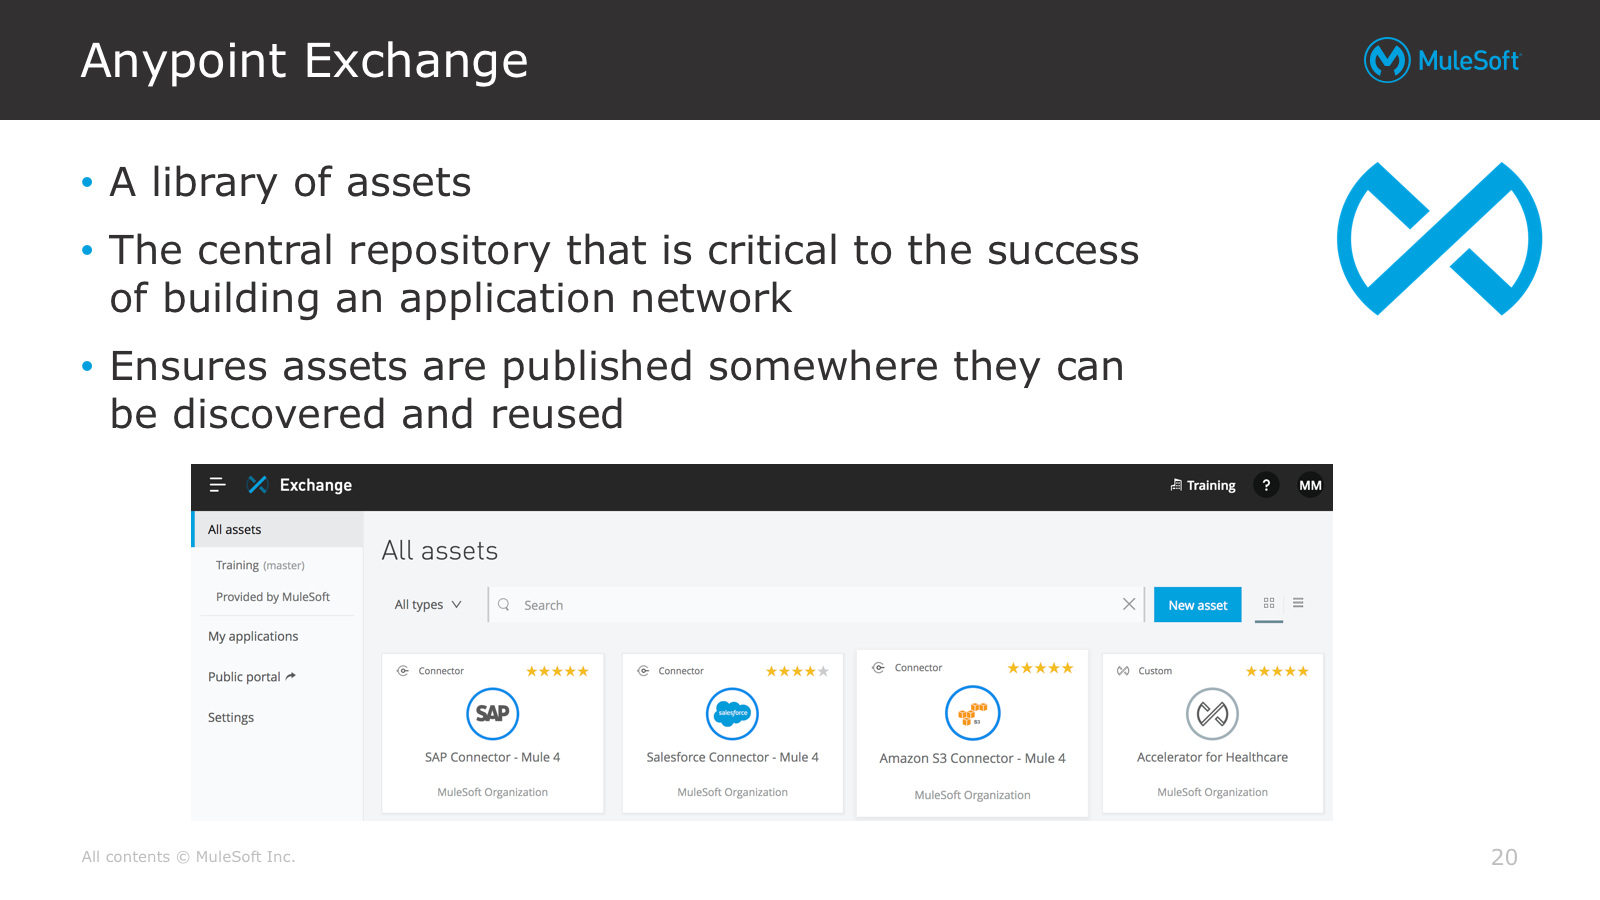 Anypoint Exchange
MuleSoft
• A library of assets
• The central repository that is critical to the success
of building an application network
• Ensures assets are published somewhere they can
be discovered and reused
Exchange
Training ? MM
All assets
Training (master)
Provided by MuleSoft
My applications
Public portal
Settings
All assets
All types Search New asset
Connector
SAP
SAP Connector - Mule 4
MuleSoft Organization
Connector
salesforce
Salesforce Connector - Mule 4
MuleSoft Organization
Connector
S3
Amazon S3 Connector - Mule 4
MuleSoft Organization
Custom
Accelerator for Healthcare
MuleSoft Organization
All contents © MuleSoft Inc.
20